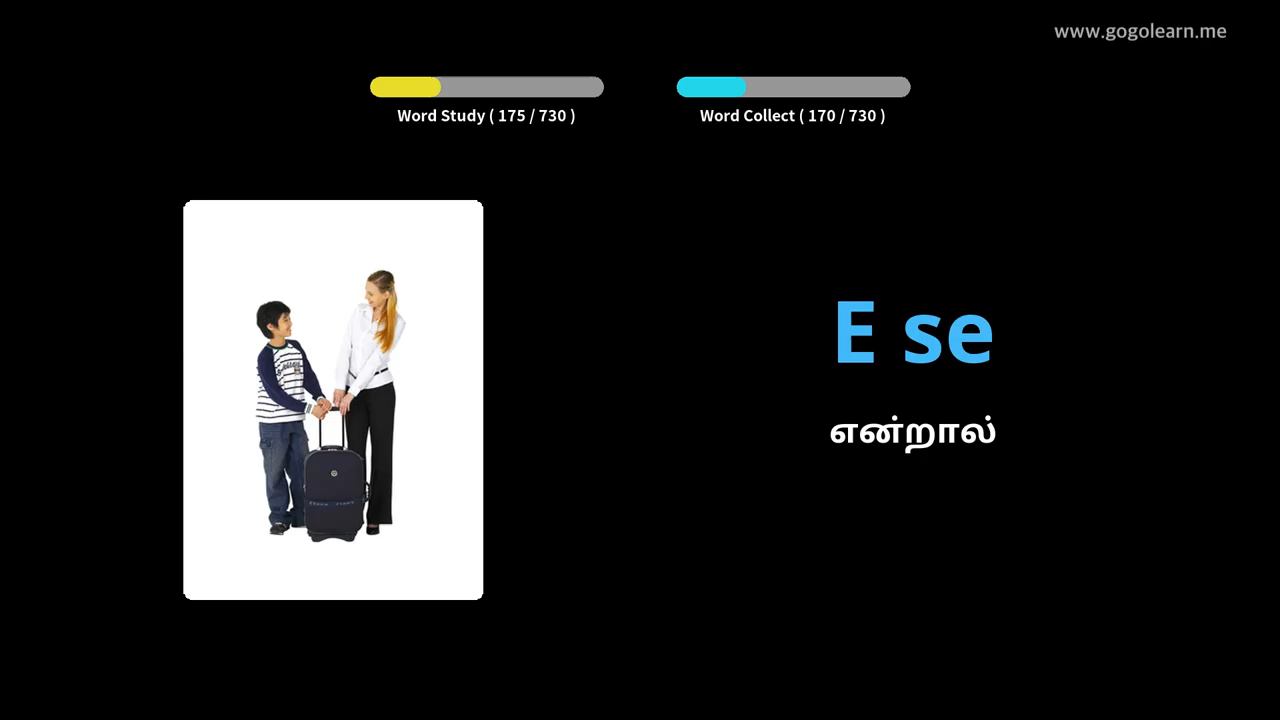 www.gogolearn.me
Word Study ( 175 / 730 )
Word Collect ( 170 / 730 )
E se
என்றால்